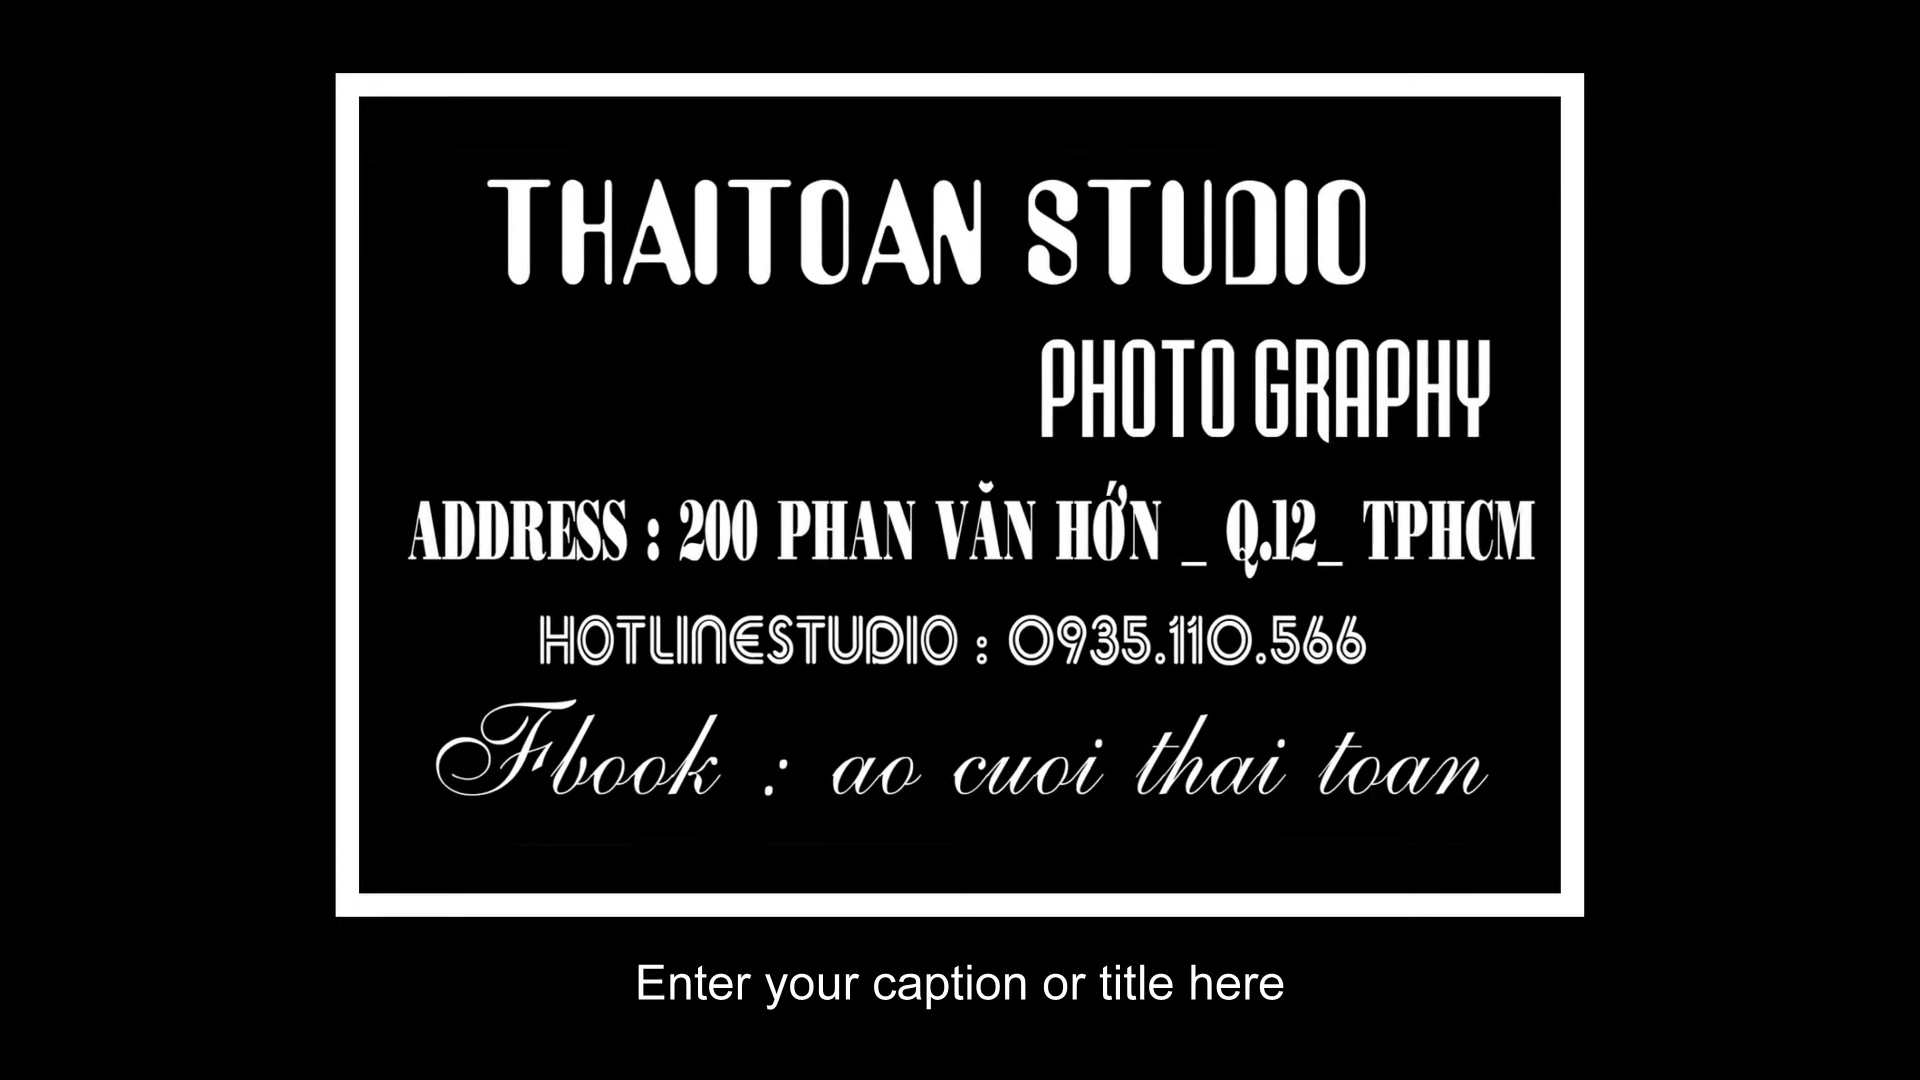 THAITOAN STUDIO
PHOTO GRAPHY
ADDRESS : 200 PHAN VĂN HỚN _ Q.12_ TPHCM
HOTLINESTUDIO : 0935.110.566
Fbook : ao cuoi thai toan
Enter your caption or title here